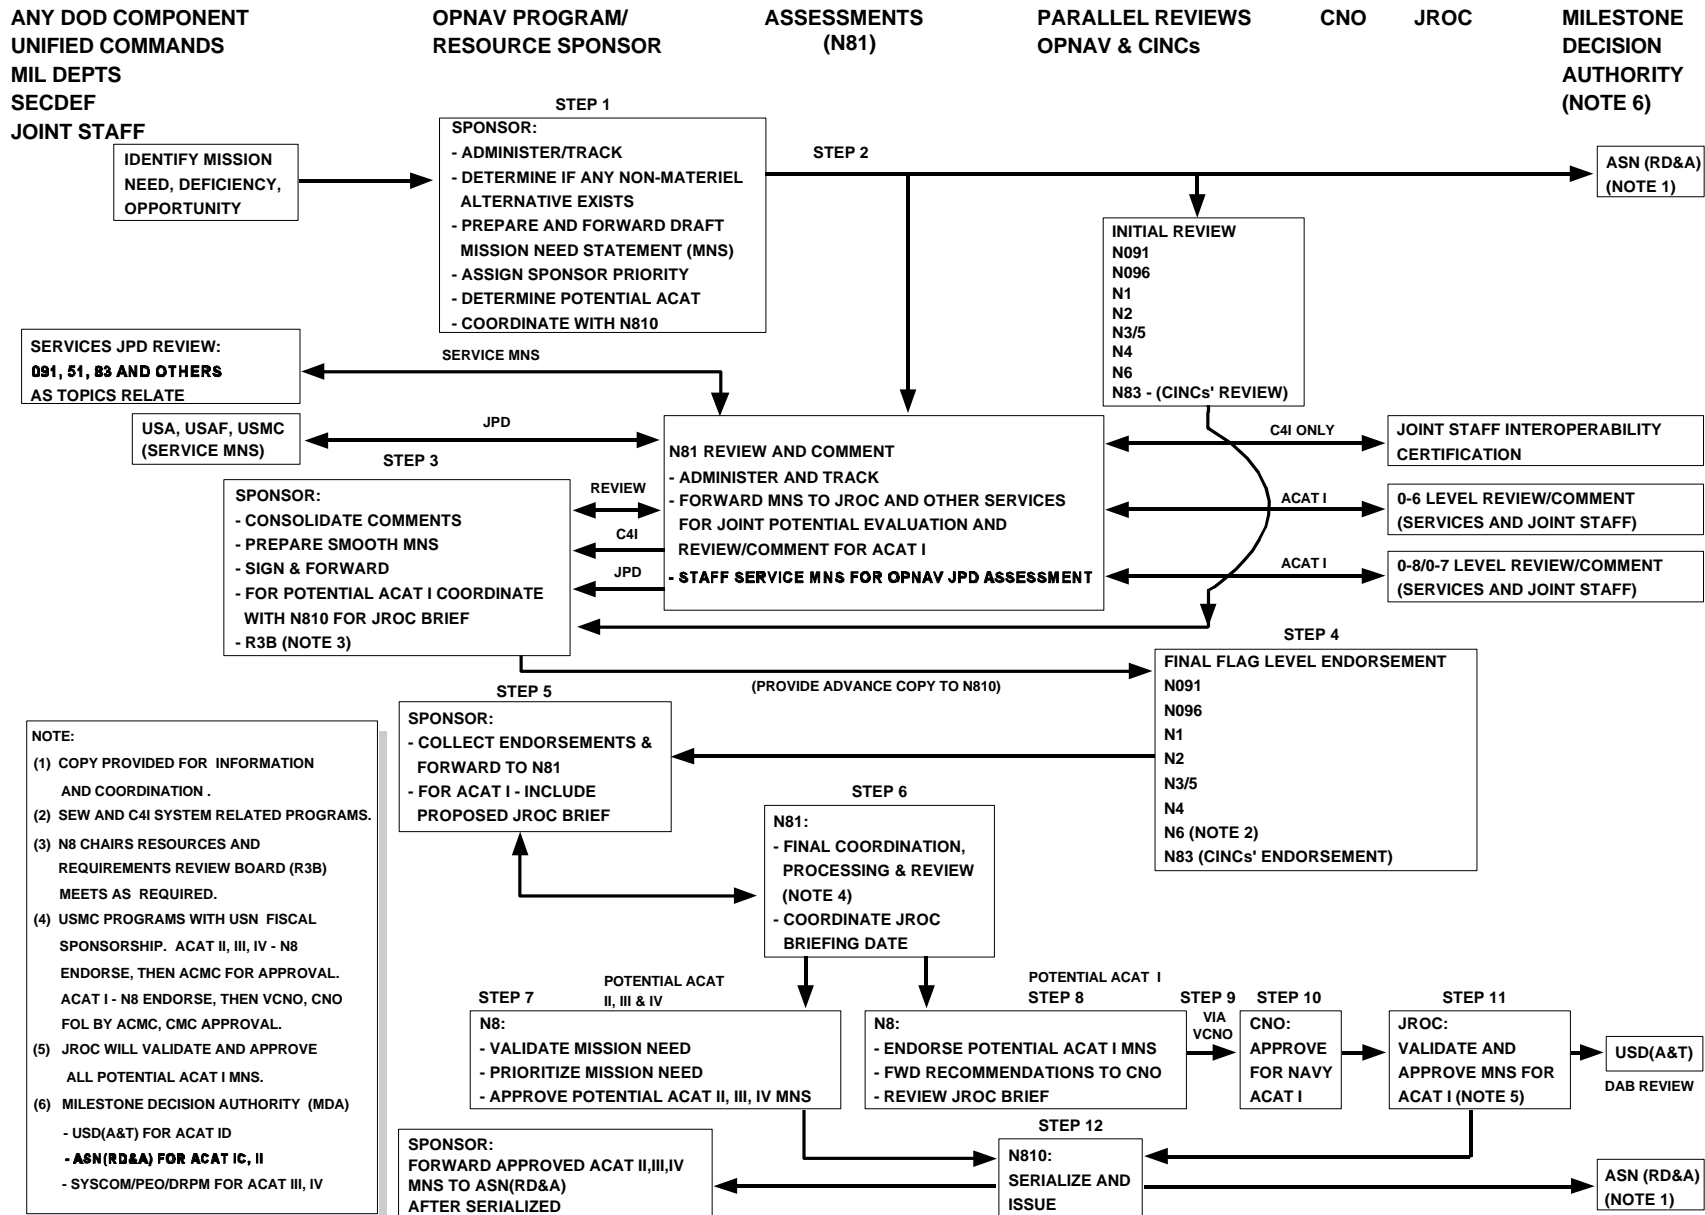 ANY DOD COMPONENT
UNIFIED COMMANDS
MIL DEPTS
SECDEF
JOINT STAFF
OPNAV PROGRAM/
RESOURCE SPONSOR
ASSESSMENTS
(N81)
PARALLEL REVIEWS
OPNAV & CINCs
CNO
JROC
MILESTONE
DECISION
AUTHORITY
(NOTE 6)
IDENTIFY MISSION
NEED, DEFICIENCY,
OPPORTUNITY
STEP 1
SPONSOR:
- ADMINISTER/TRACK
- DETERMINE IF ANY NON-MATERIEL
ALTERNATIVE EXISTS
- PREPARE AND FORWARD DRAFT
MISSION NEED STATEMENT (MNS)
- ASSIGN SPONSOR PRIORITY
- DETERMINE POTENTIAL ACAT
- COORDINATE WITH N810
STEP 2
ASN (RD&A)
(NOTE 1)
INITIAL REVIEW
N091
N096
N1
N2
N3/5
N4
N6
N83 - (CINCs' REVIEW)
SERVICES JPD REVIEW:
091, 51, 83 AND OTHERS
AS TOPICS RELATE
SERVICE MNS
USA, USAF, USMC
(SERVICE MNS)
JPD
N81 REVIEW AND COMMENT
- ADMINISTER AND TRACK
- FORWARD MNS TO JROC AND OTHER SERVICES
FOR JOINT POTENTIAL EVALUATION AND
REVIEW/COMMENT FOR ACAT I
- STAFF SERVICE MNS FOR OPNAV JPD ASSESSMENT
C4I ONLY
JOINT STAFF INTEROPERABILITY
CERTIFICATION
ACAT I
0-6 LEVEL REVIEW/COMMENT
(SERVICES AND JOINT STAFF)
ACAT I
0-8/0-7 LEVEL REVIEW/COMMENT
(SERVICES AND JOINT STAFF)
STEP 3
SPONSOR:
- CONSOLIDATE COMMENTS
- PREPARE SMOOTH MNS
- SIGN & FORWARD
- FOR POTENTIAL ACAT I COORDINATE
WITH N810 FOR JROC BRIEF
- R3B (NOTE 3)
REVIEW
C4I
JPD
(PROVIDE ADVANCE COPY TO N810)
STEP 4
FINAL FLAG LEVEL ENDORSEMENT
N091
N096
N1
N2
N3/5
N4
N6 (NOTE 2)
N83 (CINCs' ENDORSEMENT)
STEP 5
SPONSOR:
- COLLECT ENDORSEMENTS &
FORWARD TO N81
- FOR ACAT I - INCLUDE
PROPOSED JROC BRIEF
STEP 6
N81:
- FINAL COORDINATION,
PROCESSING & REVIEW
(NOTE 4)
- COORDINATE JROC
BRIEFING DATE
NOTE:
(1) COPY PROVIDED FOR INFORMATION
AND COORDINATION .
(2) SEW AND C4I SYSTEM RELATED PROGRAMS.
(3) N8 CHAIRS RESOURCES AND
REQUIREMENTS REVIEW BOARD (R3B)
MEETS AS REQUIRED.
(4) USMC PROGRAMS WITH USN FISCAL
SPONSORSHIP. ACAT II, III, IV - N8
ENDORSE, THEN ACMC FOR APPROVAL.
ACAT I - N8 ENDORSE, THEN VCNO, CNO
FOL BY ACMC, CMC APPROVAL.
(5) JROC WILL VALIDATE AND APPROVE
ALL POTENTIAL ACAT I MNS.
(6) MILESTONE DECISION AUTHORITY (MDA)
- USD(A&T) FOR ACAT ID
- ASN(RD&A) FOR ACAT IC, II
- SYSCOM/PEO/DRPM FOR ACAT III, IV
POTENTIAL ACAT
II, III & IV
STEP 7
N8:
- VALIDATE MISSION NEED
- PRIORITIZE MISSION NEED
- APPROVE POTENTIAL ACAT II, III, IV MNS
POTENTIAL ACAT I
STEP 8
N8:
- ENDORSE POTENTIAL ACAT I MNS
- FWD RECOMMENDATIONS TO CNO
- REVIEW JROC BRIEF
STEP 9
VIA
VCNO
STEP 10
CNO:
APPROVE
FOR NAVY
ACAT I
STEP 11
JROC:
VALIDATE AND
APPROVE MNS FOR
ACAT I (NOTE 5)
USD(A&T)
DAB REVIEW
STEP 12
N810:
SERIALIZE AND
ISSUE
SPONSOR:
FORWARD APPROVED ACAT II,III,IV
MNS TO ASN(RD&A)
AFTER SERIALIZED
ASN (RD&A)
(NOTE 1)